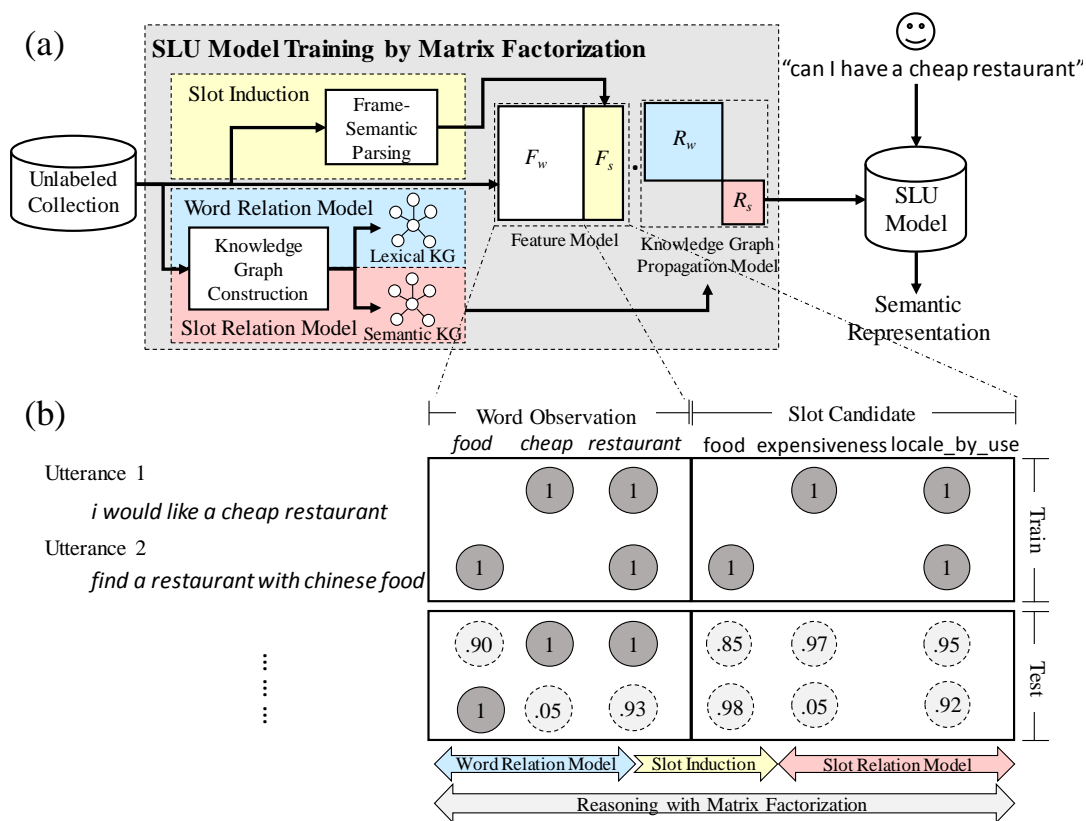 (a)
SLU Model Training by Matrix Factorization
"can I have a cheap restaurant"
Slot Induction
Frame-
Semantic
Parsing
Unlabeled
Collection
Word Relation Model
Knowledge
Graph
Construction
Lexical KG
Slot Relation Model
Semantic KG
F_w
F_s
Feature Model
.
R_w
R_s
Knowledge Graph
Propagation Model
SLU
Model
Semantic
Representation
(b)
Word Observation
Slot Candidate
food cheap restaurant food expensiveness locale_by_use
Utterance 1
i would like a cheap restaurant
1 1 1 1
Utterance 2
find a restaurant with chinese food
1 1 1 1
Train
.90 1 1 .85 .97 .95
1 .05 .93 .98 .05 .92
Test
Word Relation Model Slot Induction Slot Relation Model
Reasoning with Matrix Factorization